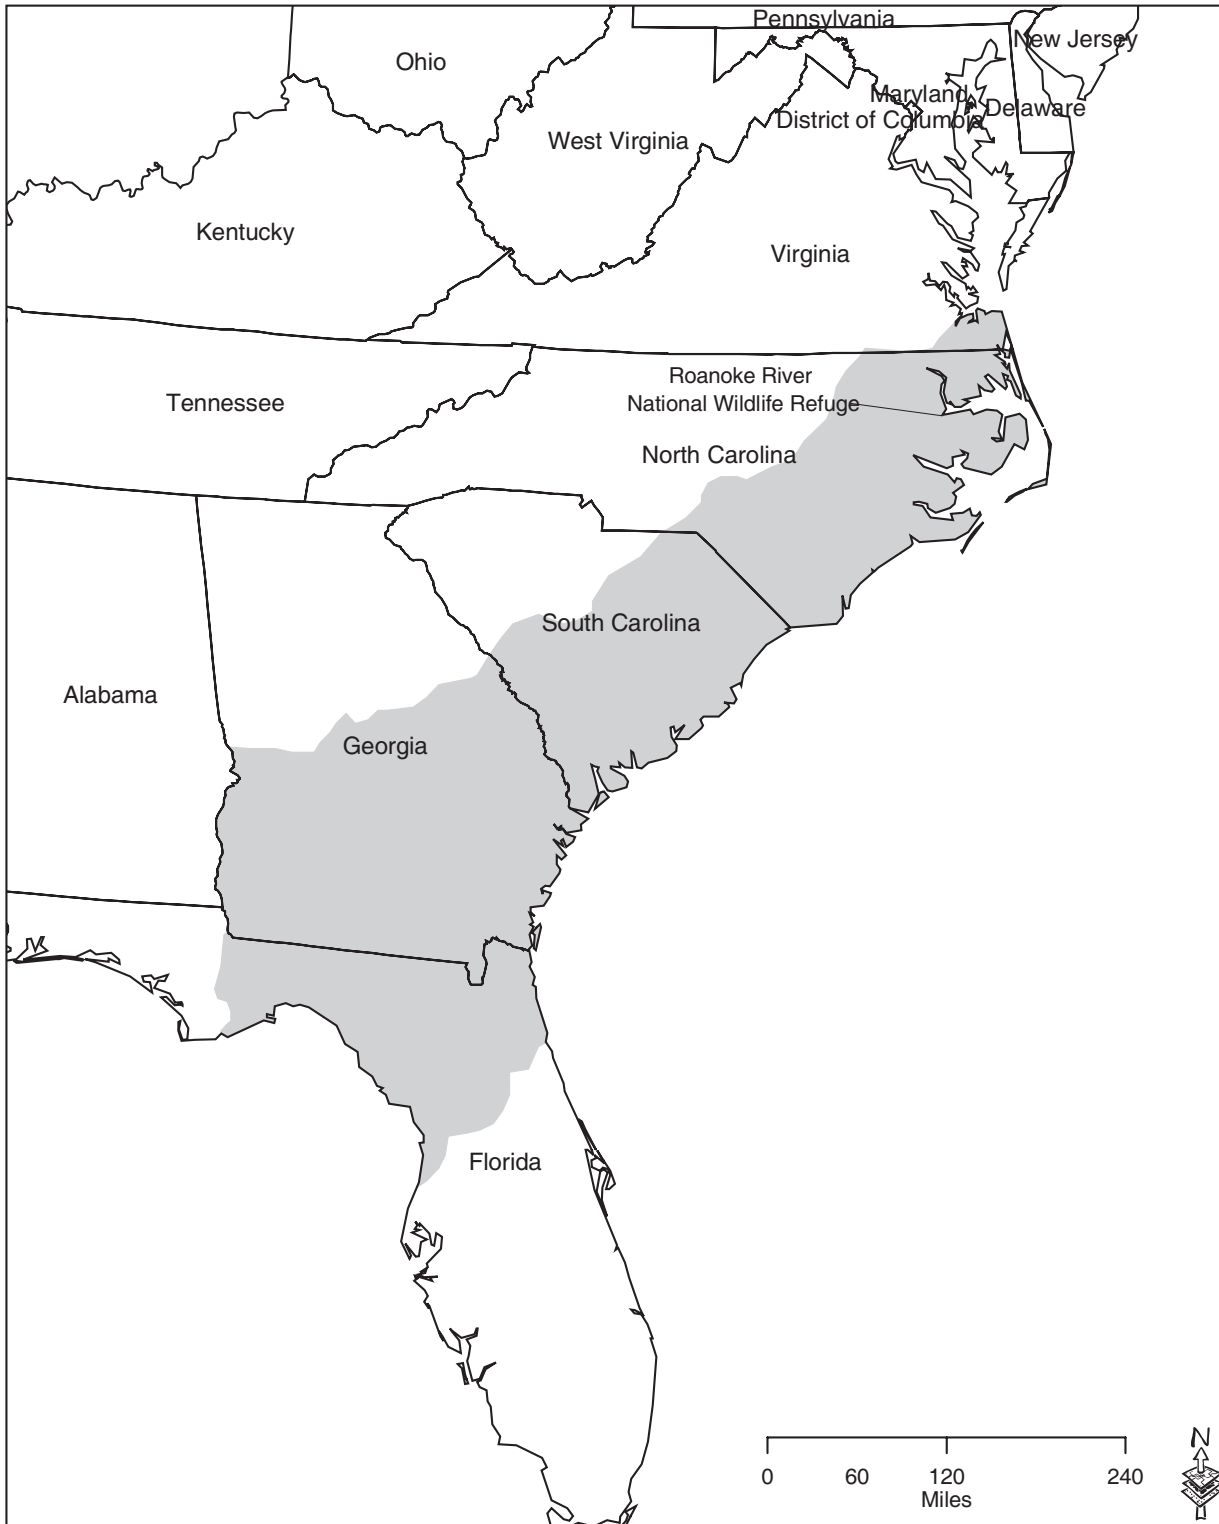 Pennsylvania
New Jersey
Ohio
Maryland
Delaware
District of Columbia
West Virginia
Kentucky
Virginia
Roanoke River
National Wildlife Refuge
Tennessee
North Carolina
South Carolina
Alabama
Georgia
Florida
N
0 60 120 240
Miles